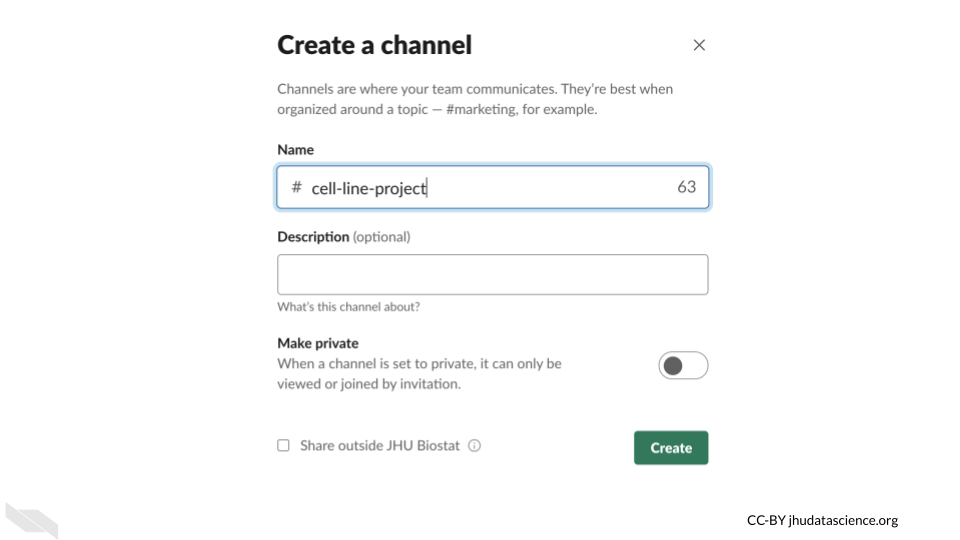 Create a channel
Channels are where your team communicates. They’re best when
organized around a topic — #marketing, for example.
Name
# cell-line-project 63
Description (optional)
What’s this channel about?
Make private
When a channel is set to private, it can only be
viewed or joined by invitation.
Share outside JHU Biostat
Create
CC-BY jhudatascience.org